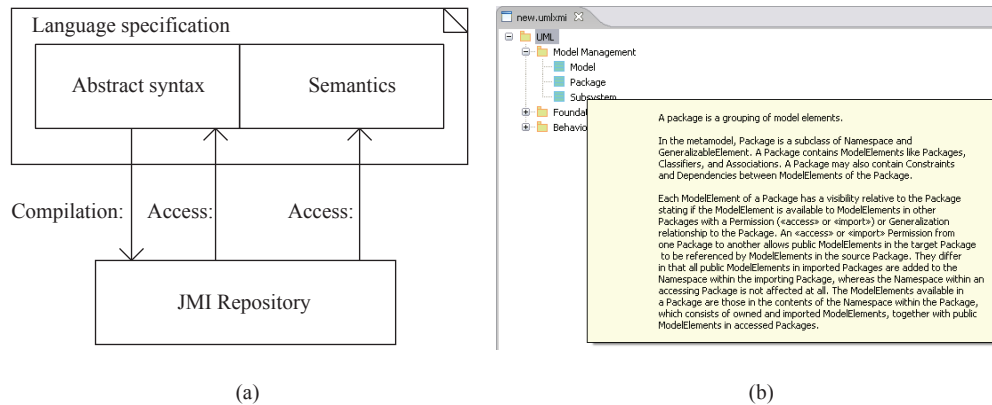 Language specification
Abstract syntax
Semantics
Compilation:
Access:
Access:
JMI Repository
(a)
new.umlxmi
UML
Model Management
Model
Package
Subsystem
Foundat
Behavio
A package is a grouping of model elements.
In the metamodel, Package is a subclass of Namespace and
GeneralizableElement. A Package contains ModelElements like Packages,
Classifiers, and Associations. A Package may also contain Constraints
and Dependencies between ModelElements of the Package.
Each ModelElement of a Package has a visibility relative to the Package
stating if the ModelElement is available to ModelElements in other
Packages with a Permission («access» or «import») or Generalization
relationship to the Package. An «access» or «import» Permission from
one Package to another allows public ModelElements in the target Package
to be referenced by ModelElements in the source Package. They differ
in that all public ModelElements in imported Packages are added to the
Namespace within the importing Package, whereas the Namespace within an
accessing Package is not affected at all. The ModelElements available in
a Package are those in the contents of the Namespace within the Package,
which consists of owned and imported ModelElements, together with public
ModelElements in accessed Packages.
(b)